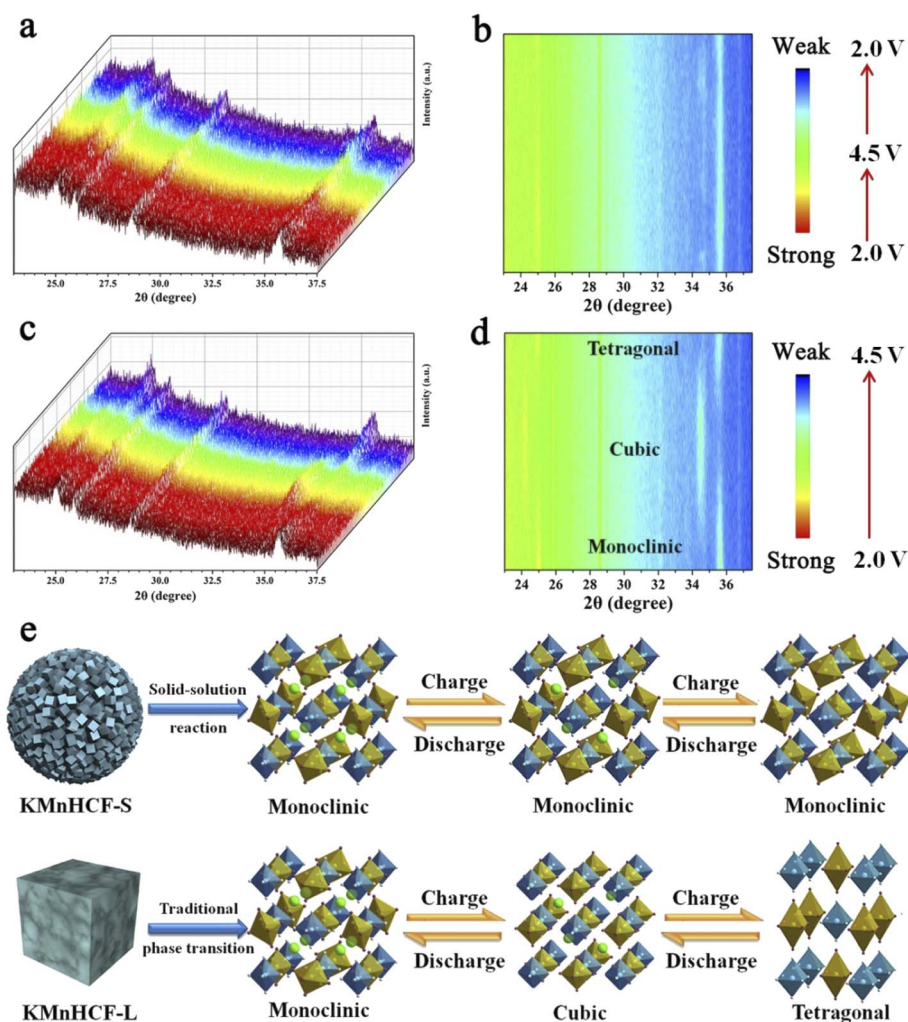 a
Intensity (a.u.)
25.0 27.5 30.0 32.5 35.0 37.5
2θ (degree)
b
24 26 28 30 32 34 36
2θ (degree)
Weak
Strong
2.0 V
4.5 V
2.0 V
c
Intensity (a.u.)
25.0 27.5 30.0 32.5 35.0 37.5
2θ (degree)
d
Tetragonal
Cubic
Monoclinic
24 26 28 30 32 34 36
2θ (degree)
Weak
Strong
4.5 V
2.0 V
e
KMnHCF-S
Solid-solution
reaction
Monoclinic
Charge
Discharge
Monoclinic
Charge
Discharge
Monoclinic
KMnHCF-L
Traditional
phase transition
Monoclinic
Charge
Discharge
Cubic
Charge
Discharge
Tetragonal